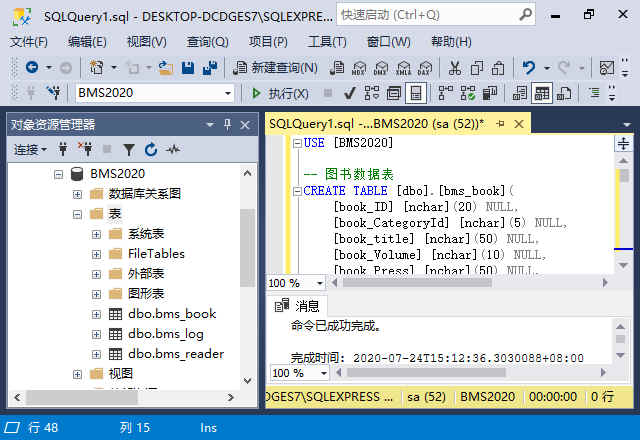 SQLQuery1.sql - DESKTOP-DCDGES7\SQLEXPRESS
快速启动 (Ctrl+Q)
文件(F) 编辑(E) 视图(V) 查询(Q) 项目(P) 工具(T) 窗口(W) 帮助(H)
新建查询(N) MDX DMX XMLA DAX
BMS2020 执行(X)
对象资源管理器
连接
BMS2020
数据库关系图
表
系统表
FileTables
外部表
图形表
dbo.bms_book
dbo.bms_log
dbo.bms_reader
视图
SQLQuery1.sql -...BMS2020 (sa (52))*
USE [BMS2020]
-- 图书数据表
CREATE TABLE [dbo].[bms_book](
[book_ID] [nchar](20) NULL,
[book_CategoryId] [nchar](5) NULL,
[book_title] [nchar](50) NULL,
[book_Volume] [nchar](10) NULL,
[book_Press] [nchar](50) NULL,
100 %
消息
命令已成功完成。
完成时间: 2020-07-24T15:12:36.3030088+08:00
100 %
DGES7\SQLEXPRESS sa (52) BMS2020 00:00:00 0 行
行 48 列 15 Ins